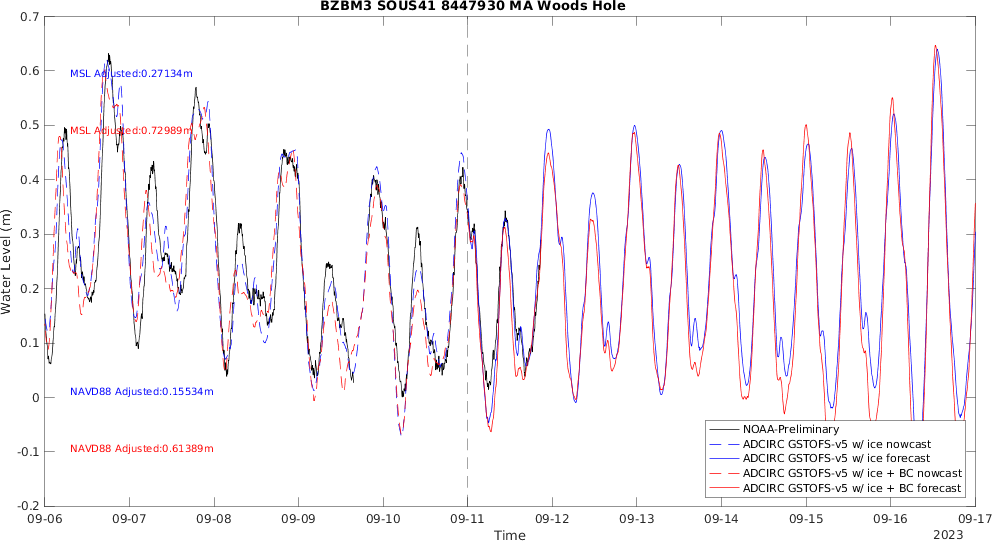 BZBM3 SOUS41 8447930 MA Woods Hole
0.7
0.6
0.5
0.4
0.3
0.2
0.1
0
-0.1
-0.2
Water Level (m)
MSL Adjusted:0.27134m
MSL Adjusted:0.72989m
NAVD88 Adjusted:0.15534m
NAVD88 Adjusted:0.61389m
NOAA-Preliminary
ADCIRC GSTOFS-v5 w/ ice nowcast
ADCIRC GSTOFS-v5 w/ ice forecast
ADCIRC GSTOFS-v5 w/ ice + BC nowcast
ADCIRC GSTOFS-v5 w/ ice + BC forecast
09-06 09-07 09-08 09-09 09-10 09-11 09-12 09-13 09-14 09-15 09-16 09-17
Time
2023